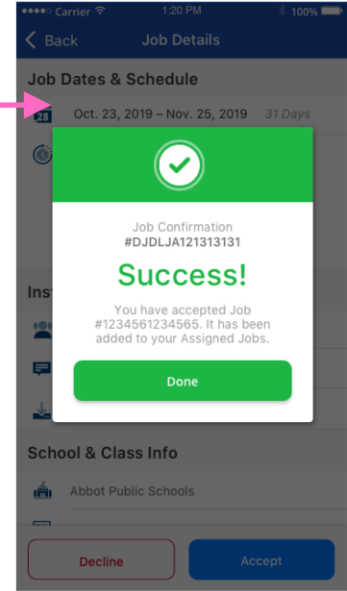 Carrier 1:20 PM 100%
Back Job Details
Job Dates & Schedule
28 Oct. 23, 2019 – Nov. 25, 2019 31 Days
Job Confirmation
#DJDLJA121313131
Success!
Ins
You have accepted Job
#1234561234565. It has been
added to your Assigned Jobs.
Done
School & Class Info
Abbot Public Schools
Decline Accept